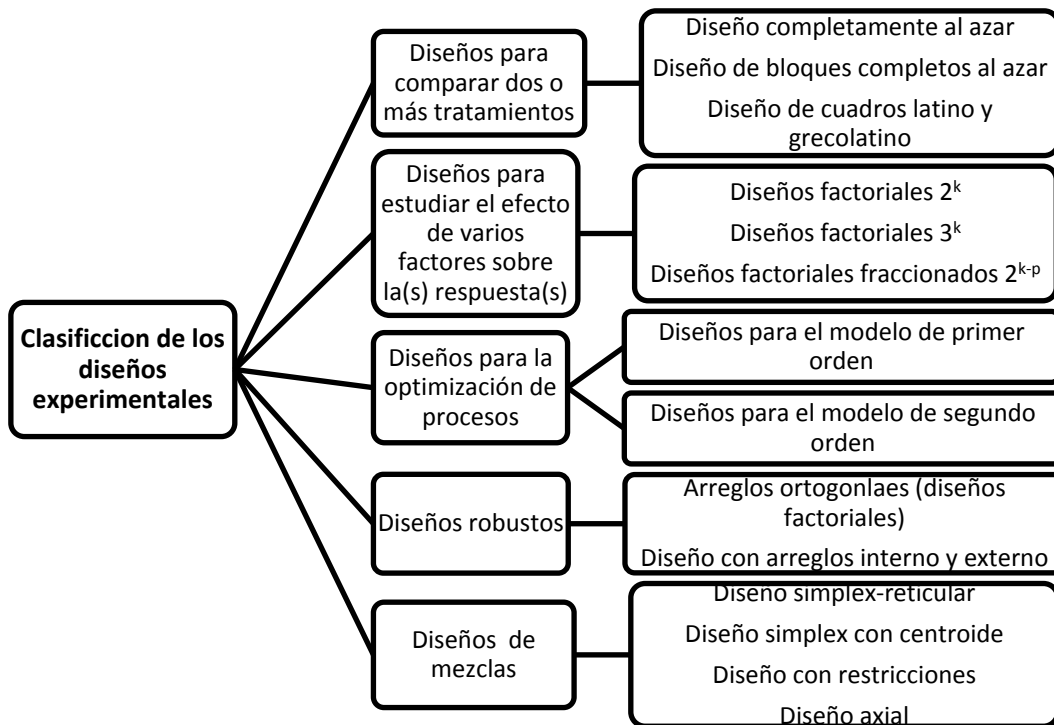 Clasificcion de los
diseños
experimentales
Diseños para
comparar dos o
más tratamientos
Diseño completamente al azar
Diseño de bloques completos al azar
Diseño de cuadros latino y
grecolatino
Diseños para
estudiar el efecto
de varios
factores sobre
la(s) respuesta(s)
Diseños factoriales 2ᵏ
Diseños factoriales 3ᵏ
Diseños factoriales fraccionados 2ᵏ⁻ᵖ
Diseños para la
optimización de
procesos
Diseños para el modelo de primer
orden
Diseños para el modelo de segundo
orden
Diseños robustos
Arreglos ortogonlaes (diseños
factoriales)
Diseño con arreglos interno y externo
Diseños de
mezclas
Diseño simplex-reticular
Diseño simplex con centroide
Diseño con restricciones
Diseño axial